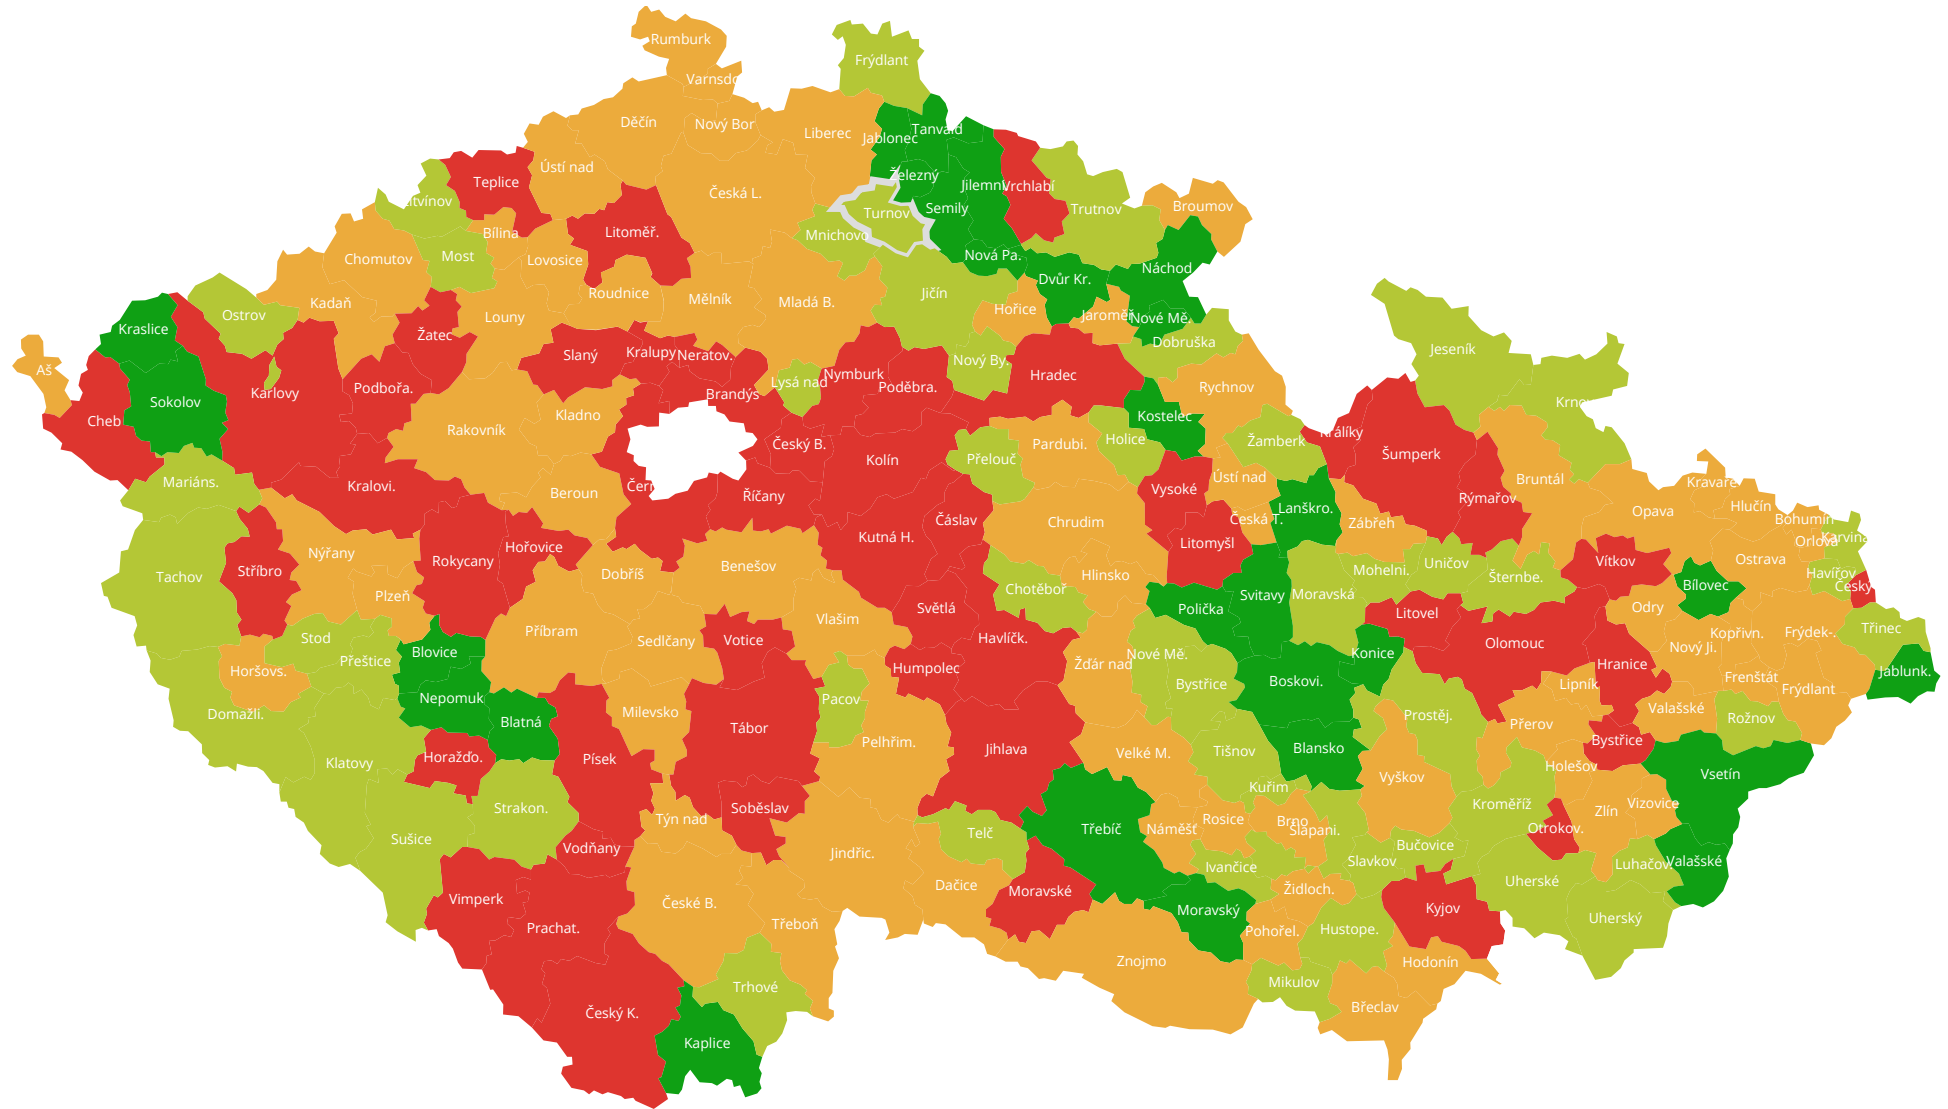 Rumburk
Frýdlant
Varnsdo
Děčín
Nový Bor
Liberec
Jablonec
Tanvald
Ústí nad
Teplice
Česká L.
Železný
Jilemni
Vrchlabí
Litvínov
Turnov
Semily
Trutnov
Broumov
Bílina
Litoměř.
Mnichovo
Most
Chomutov
Lovosice
Nová Pa.
Náchod
Dvůr Kr.
Kadaň
Roudnice
Mělník
Mladá B.
Jičín
Hořice
Jaroměř
Nové Mě.
Ostrov
Louny
Kraslice
Žatec
Dobruška
Slaný
Kralupy
Neratov.
Jeseník
Nový By.
Aš
Nymburk
Hradec
Lysá nad
Poděbra.
Rychnov
Podbořa.
Karlovy
Brandýs
Sokolov
Krnov
Cheb
Kladno
Kostelec
Rakovník
Králíky
Český B.
Pardubi.
Holice
Žamberk
Šumperk
Kolín
Přelouč
Mariáns.
Kralovi.
Beroun
Čern
Říčany
Vysoké
Ústí nad
Bruntál
Kravaře
Rýmařov
Lanškro.
Hlučín
Opava
Čáslav
Chrudim
Česká T.
Zábřeh
Bohumín
Kutná H.
Litomyšl
Orlová
Karviná
Nýřany
Hořovice
Rokycany
Ostrava
Vítkov
Uničov
Stříbro
Tachov
Dobříš
Benešov
Hlinsko
Mohelni.
Šternbe.
Havířov
Český
Bílovec
Plzeň
Chotěboř
Svitavy
Moravská
Světlá
Polička
Litovel
Odry
Vlašim
Příbram
Stod
Sedlčany
Votice
Havlíčk.
Olomouc
Kopřivn.
Frýdek-.
Třinec
Blovice
Přeštice
Nové Mě.
Konice
Nový Ji.
Horšovs.
Humpolec
Žďár nad
Hranice
Jablunk.
Bystřice
Boskovi.
Lipník
Frenštát
Frýdlant
Nepomuk
Pacov
Domažli.
Milevsko
Blatná
Tábor
Prostěj.
Přerov
Valašské
Rožnov
Pelhřim.
Jihlava
Velké M.
Tišnov
Blansko
Bystřice
Horažďo.
Písek
Klatovy
Holešov
Vsetín
Vyškov
Kuřim
Strakon.
Soběslav
Kroměříž
Vizovice
Zlín
Týn nad
Rosice
Brno
Telč
Třebíč
Náměšť
Šlapani.
Otrokov.
Sušice
Vodňany
Jindřic.
Bučovice
Slavkov
Ivančice
Luhačov.
Valašské
Dačice
Moravské
Židloch.
Uherské
Vimperk
České B.
Moravský
Kyjov
Uherský
Třeboň
Prachat.
Pohořel.
Hustope.
Znojmo
Hodonín
Trhové
Mikulov
Český K.
Břeclav
Kaplice